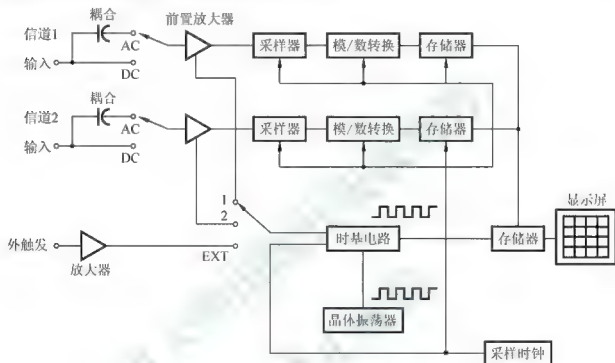 耦合
前置放大器
信道1
AC
采样器
模/数转换
存储器
输入
DC
耦合
信道2
AC
采样器
模/数转换
存储器
输入
DC
1
2
显示屏
外触发
EXT
时基电路
存储器
放大器
晶体振荡器
采样时钟